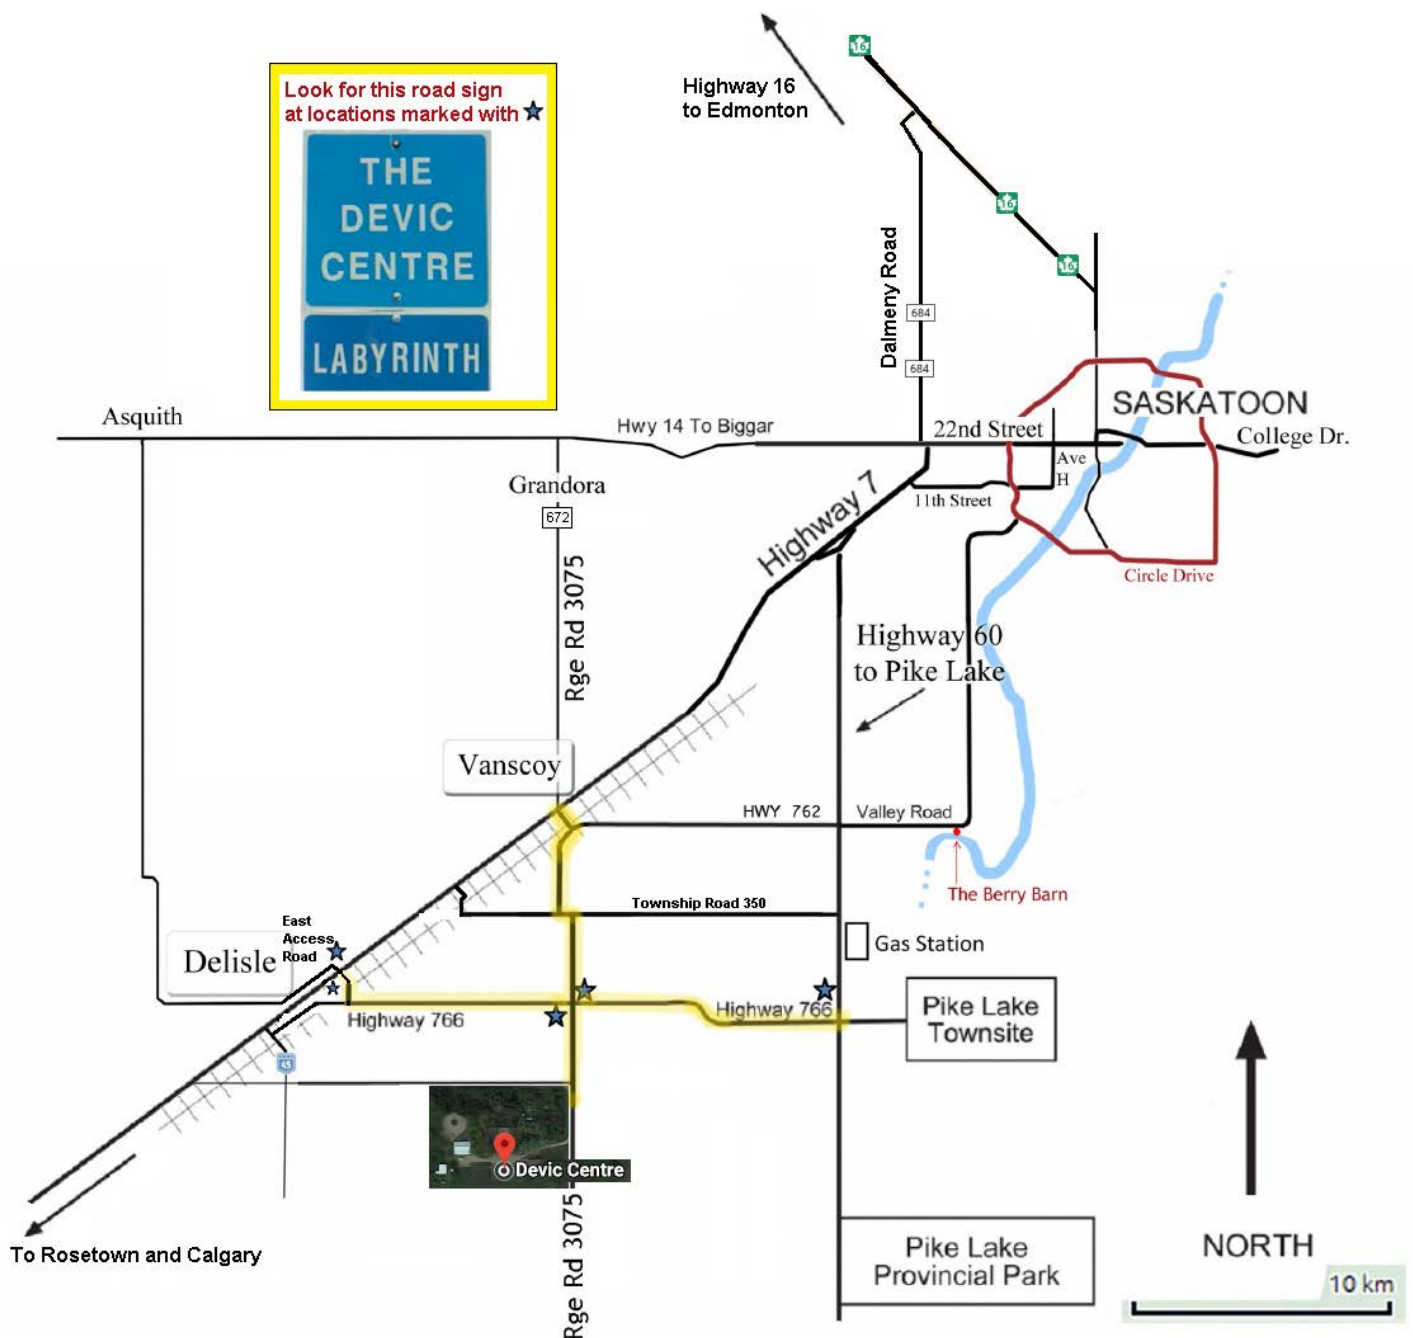 Highway 16
to Edmonton
16
16
16
Look for this road sign
at locations marked with
THE
DEVIC
CENTRE
LABYRINTH
Dalmeny Road
684
684
Asquith
Hwy 14 To Biggar
22nd Street
SASKATOON
College Dr.
Ave
H
Grandora
672
11th Street
Highway 7
Circle Drive
Rge Rd 3075
Highway 60
to Pike Lake
Vanscoy
HWY 762
Valley Road
The Berry Barn
Township Road 350
East
Access
Road
Delisle
Gas Station
Highway 766
Highway 766
Pike Lake
Townsite
45
Devic Centre
Rge Rd 3075
To Rosetown and Calgary
Pike Lake
Provincial Park
NORTH
10 km